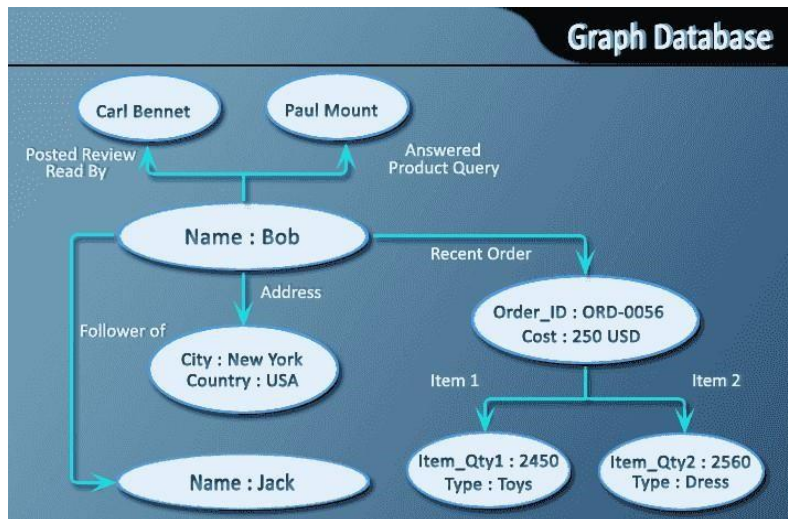 Graph Database
Carl Bennet
Paul Mount
Posted Review
Read By
Answered
Product Query
Name : Bob
Recent Order
Address
Order_ID : ORD-0056
Cost : 250 USD
Follower of
City : New York
Country : USA
Item 1
Item 2
Name : Jack
Item_Qty1 : 2450
Type : Toys
Item_Qty2 : 2560
Type : Dress